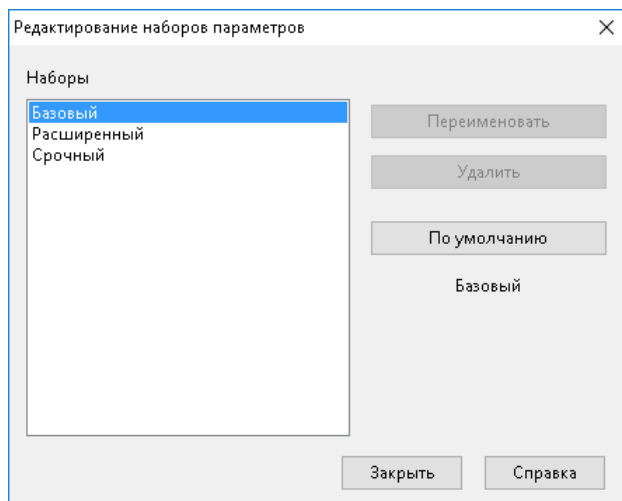 Редактирование наборов параметров
Наборы
Базовый
Расширенный
Срочный
Переименовать
Удалить
По умолчанию
Базовый
Закрыть
Справка